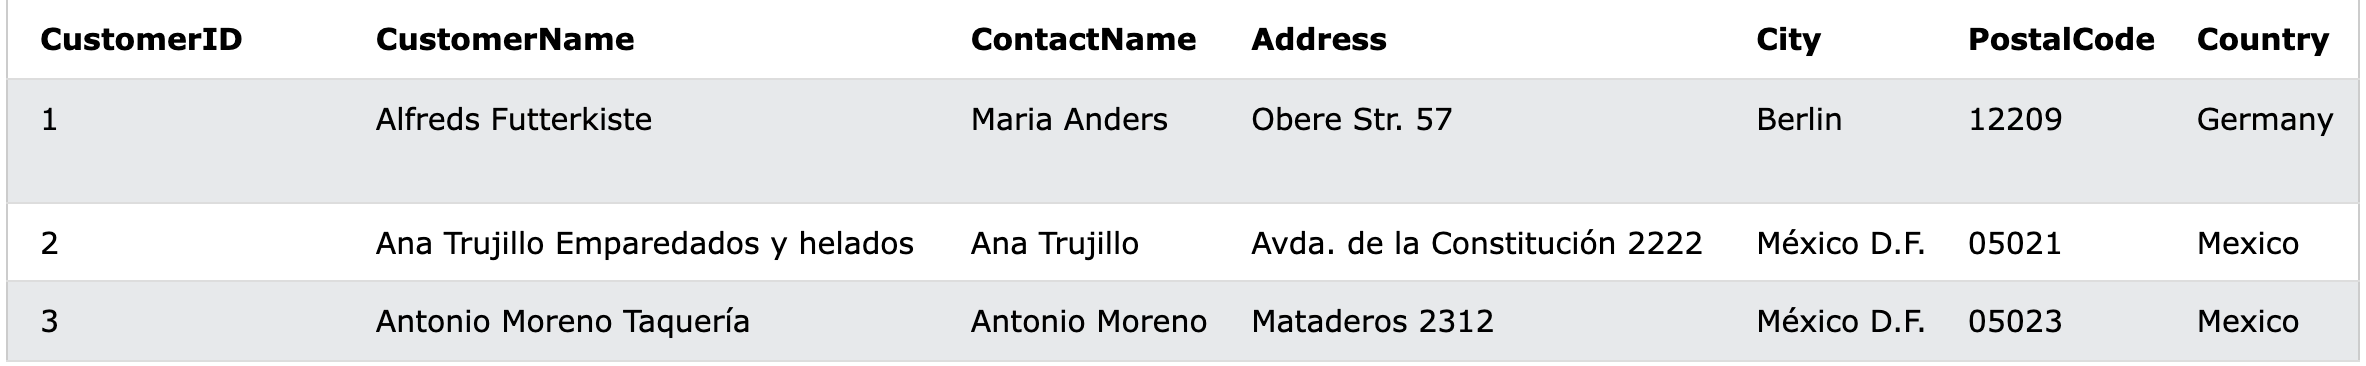 CustomerID CustomerName ContactName Address City PostalCode Country
1 Alfreds Futterkiste Maria Anders Obere Str. 57 Berlin 12209 Germany
2 Ana Trujillo Emparedados y helados Ana Trujillo Avda. de la Constitución 2222 México D.F. 05021 Mexico
3 Antonio Moreno Taquería Antonio Moreno Mataderos 2312 México D.F. 05023 Mexico